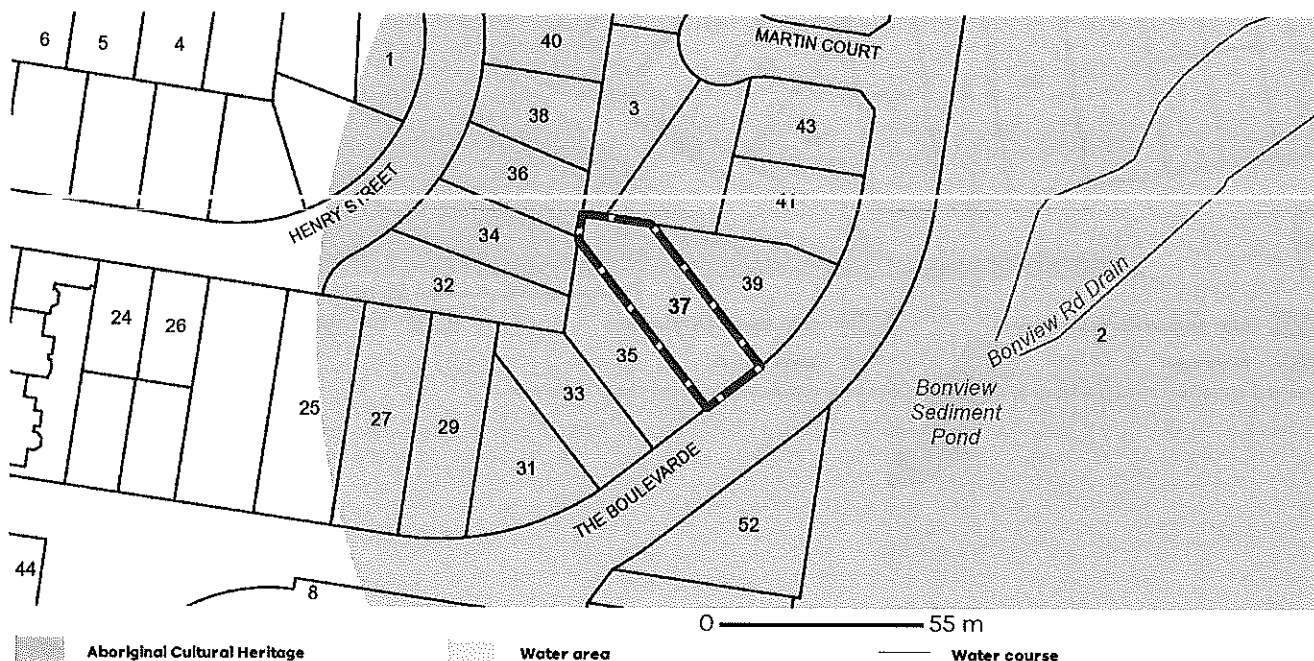 6
5
4
1
40
MARTIN COURT
3
38
43
36
41
HENRY STREET
34
32
39
37
24
26
35
Bonview Rd Drain
2
33
25
27
29
Bonview
Sediment
Pond
31
THE BOULEVARDE
52
44
8
0 55 m
Aboriginal Cultural Heritage
Water area
Water course